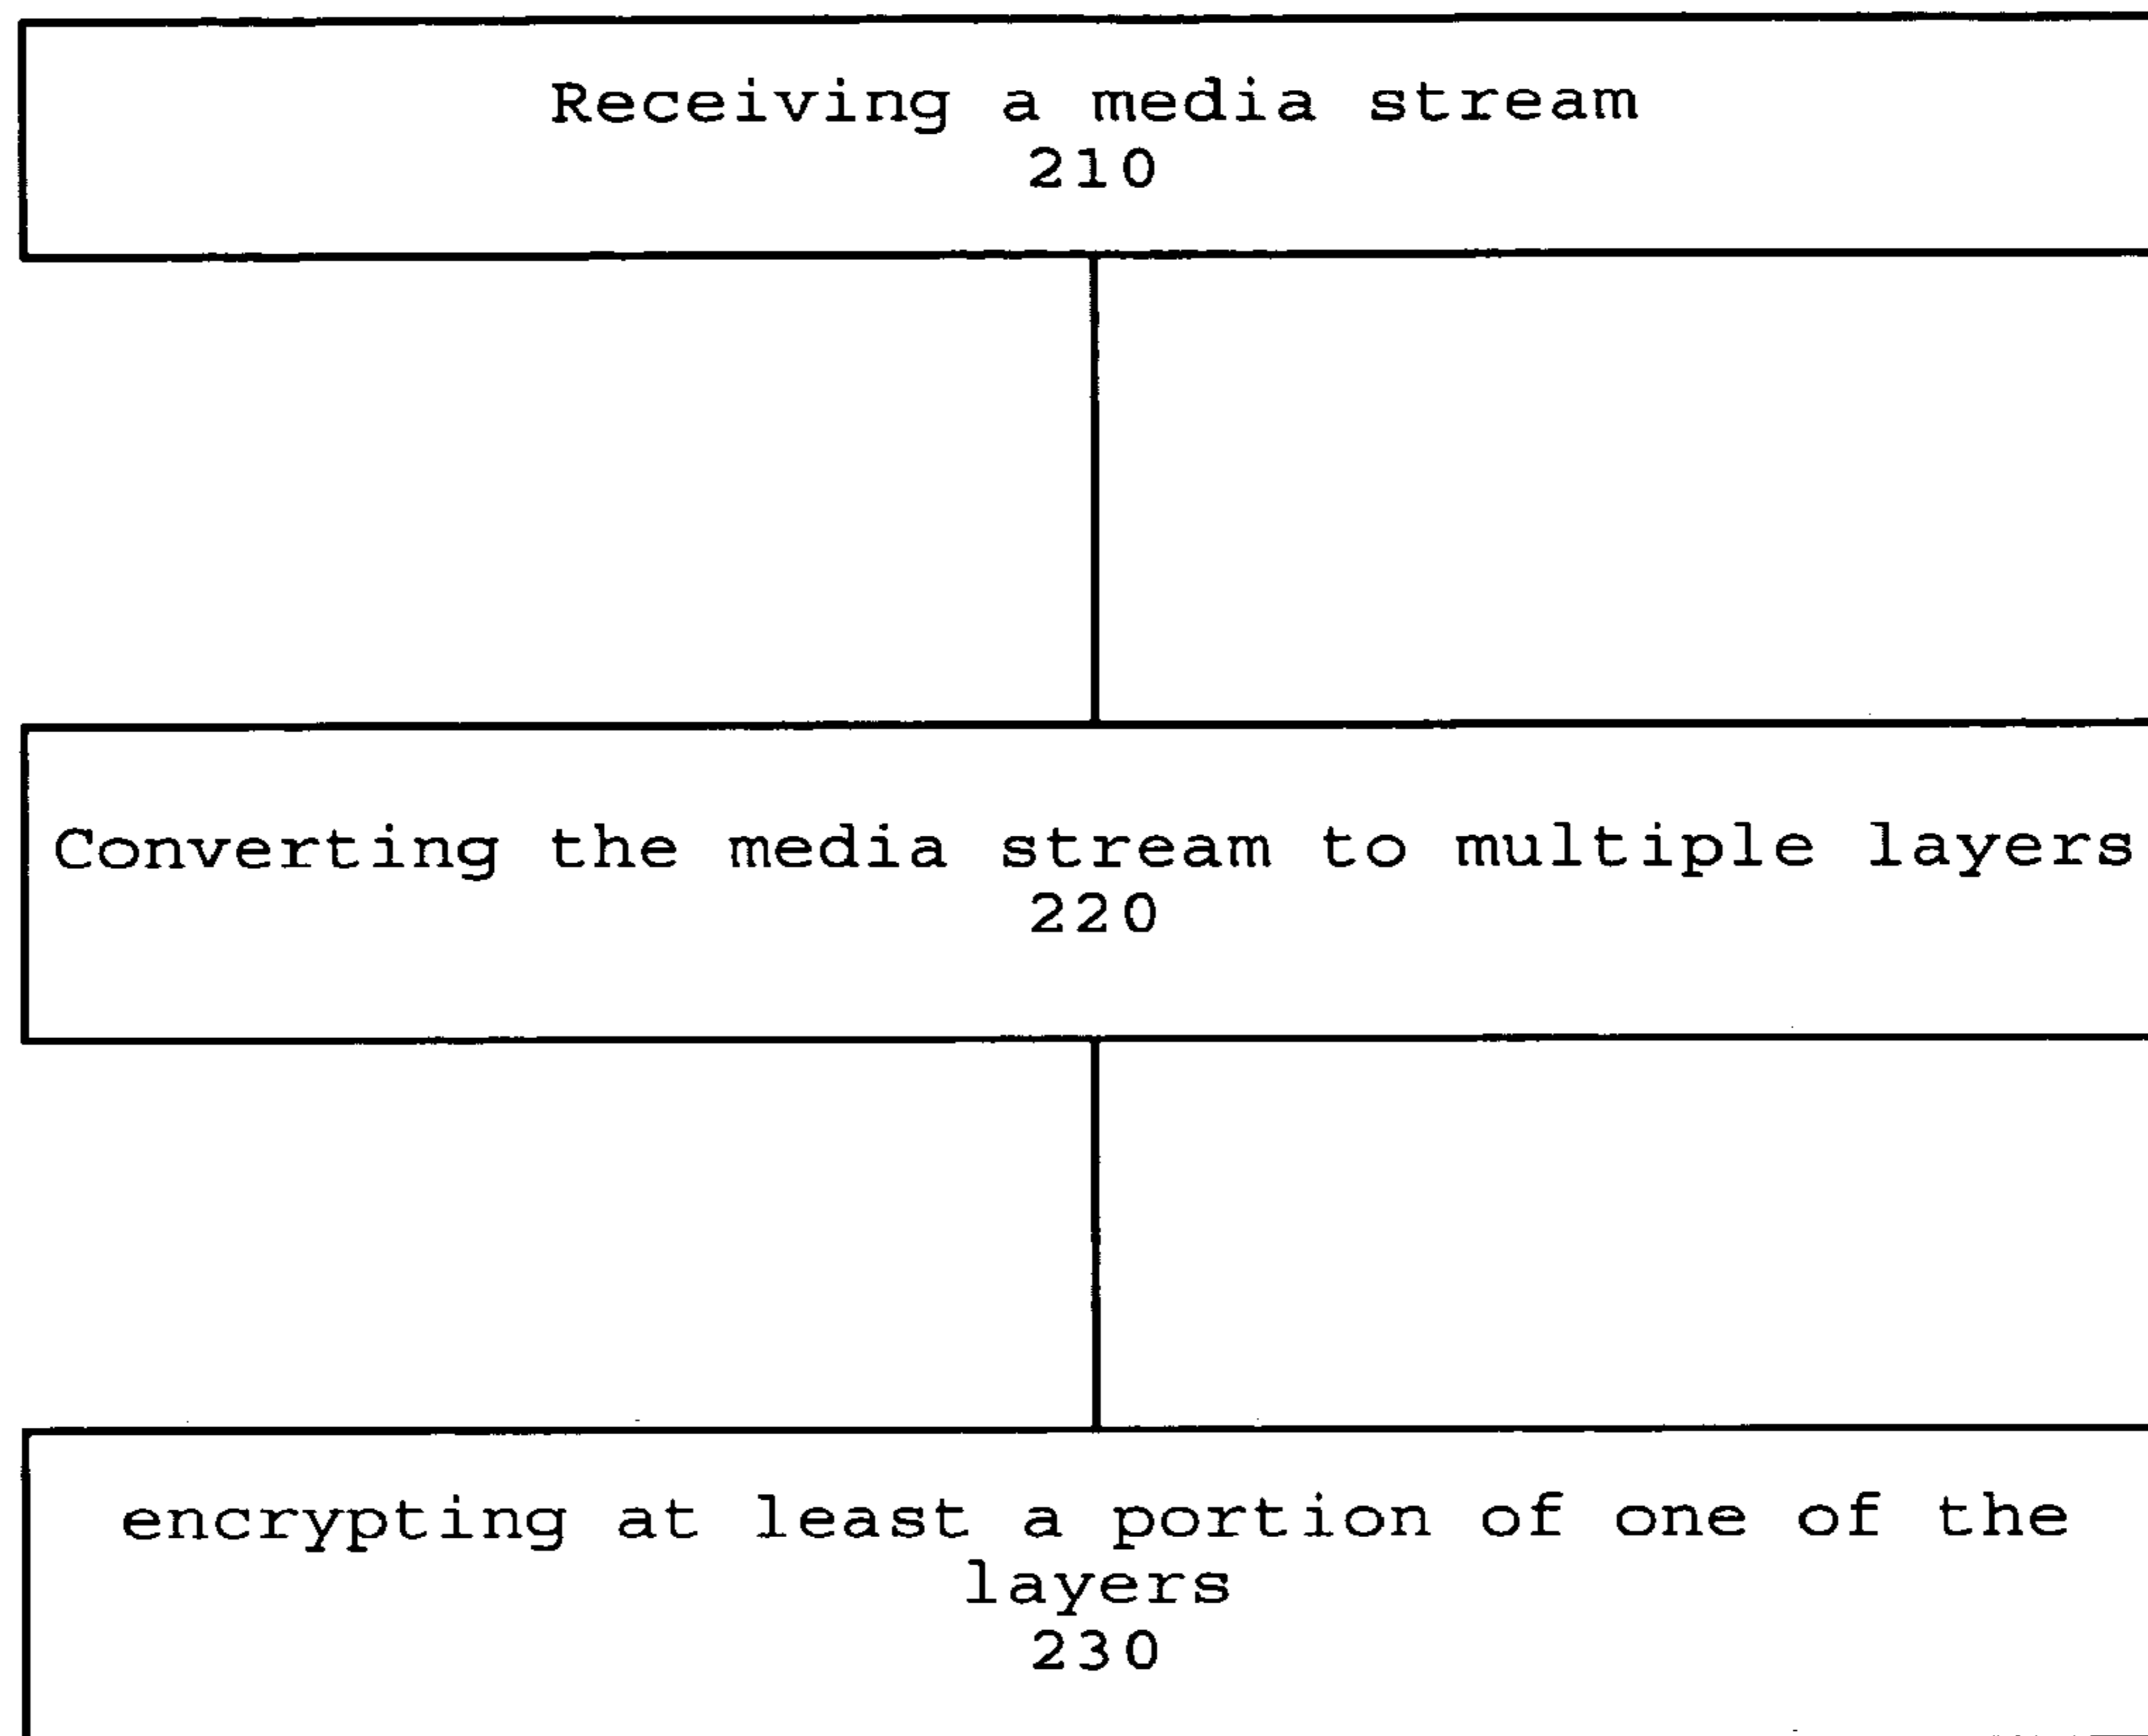 Receiving a media stream
210
Converting the media stream to multiple layers
220
encrypting at least a portion of one of the
layers
230